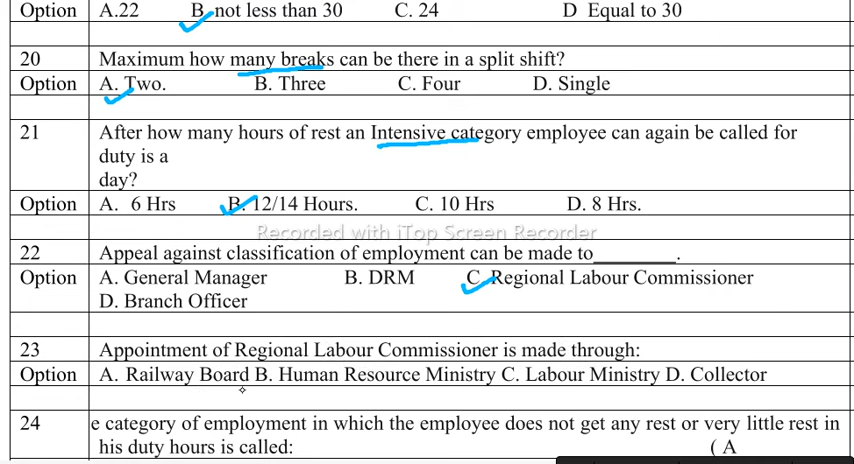 Option A.22 B. not less than 30 C. 24 D Equal to 30
20 Maximum how many breaks can be there in a split shift?
Option A. Two. B. Three C. Four D. Single
21 After how many hours of rest an Intensive category employee can again be called for
duty is a
day?
Option A. 6 Hrs B. 12/14 Hours. C. 10 Hrs D. 8 Hrs.
Recorded with iTop Screen Recorder
22 Appeal against classification of employment can be made to________.
Option A. General Manager B. DRM C. Regional Labour Commissioner
D. Branch Officer
23 Appointment of Regional Labour Commissioner is made through:
Option A. Railway Board B. Human Resource Ministry C. Labour Ministry D. Collector
24 e category of employment in which the employee does not get any rest or very little rest in
his duty hours is called: ( A